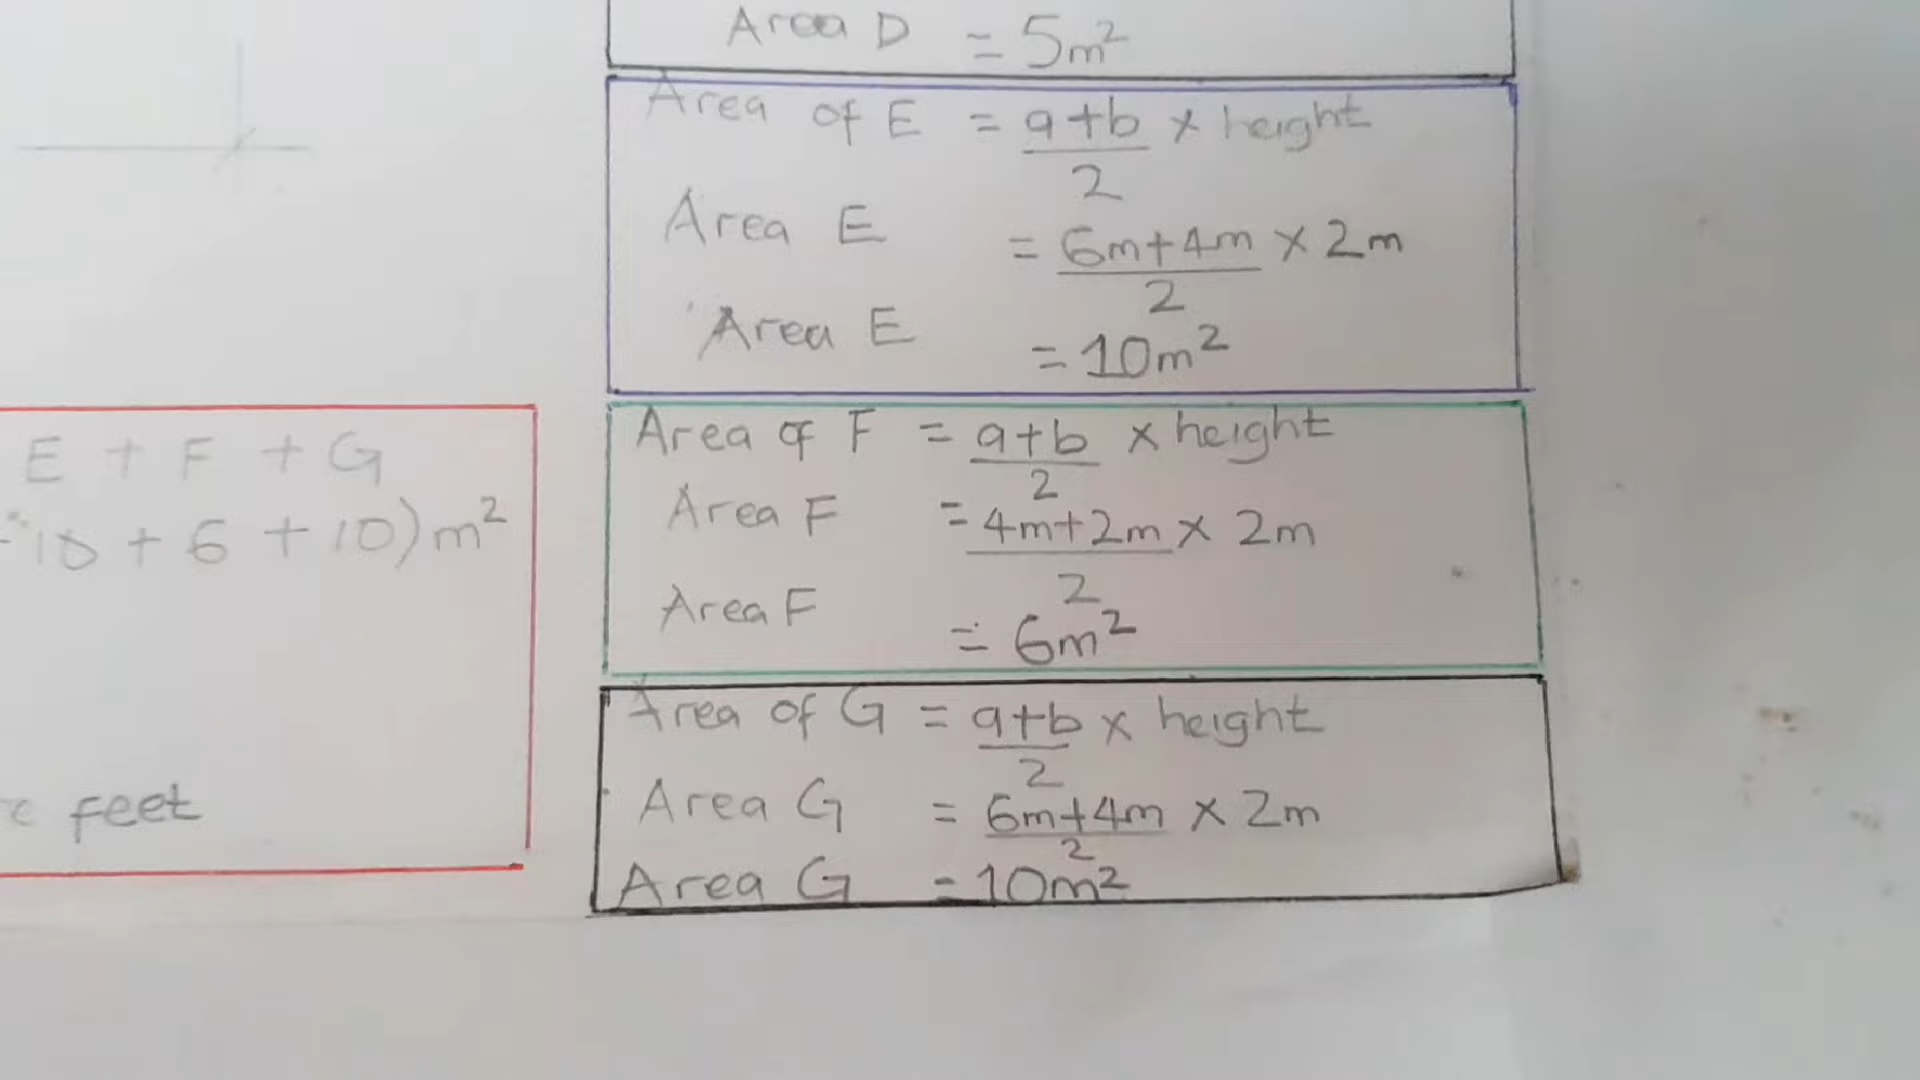 Area D = 5m²
Area of E = a+b x height
2
Area E = 6m+4m x 2m
2
Area E = 10m²
Area of F = a+b x height
2
Area F = 4m+2m x 2m
2
Area F = 6m²
Area of G = a+b x height
2
Area G = 6m+4m x 2m
2
Area G = 10m²
E + F + G
10 + 6 + 10)m²
feet